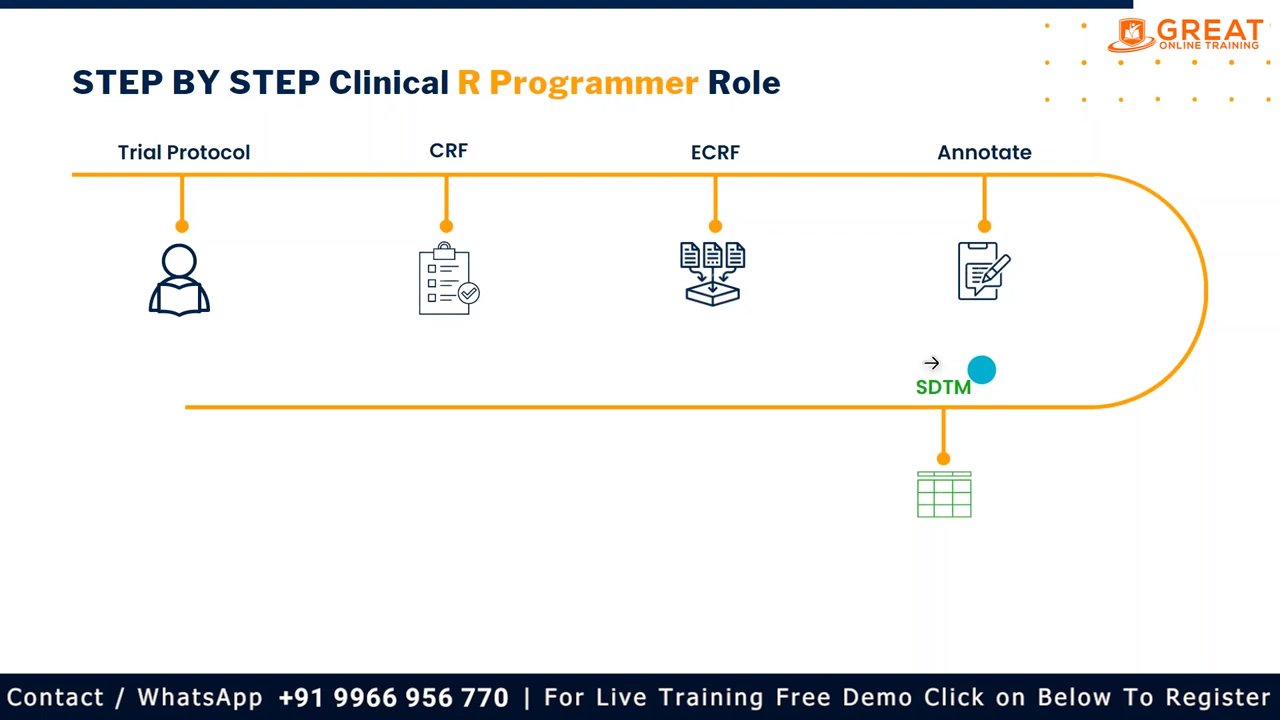 GREAT
ONLINE TRAINING
STEP BY STEP Clinical R Programmer Role
Trial Protocol
CRF
ECRF
Annotate
SDTM
Contact / WhatsApp +91 9966 956 770 | For Live Training Free Demo Click on Below To Register